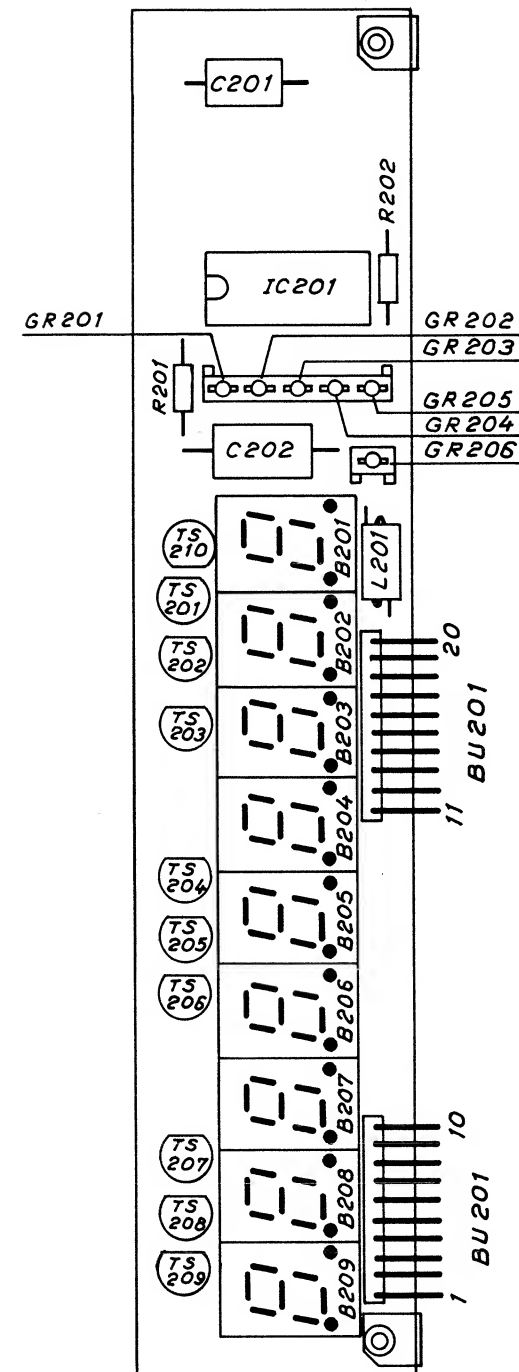 C201
R202
IC201
GR201
GR202
GR203
R201
GR205
GR204
C202
GR206
TS
210
B201
L201
TS
201
B202
20
TS
202
BU201
TS
203
B203
11
B204
TS
204
B205
TS
205
TS
206
B206
B207
10
TS
207
B208
BU201
TS
208
TS
209
B209
1